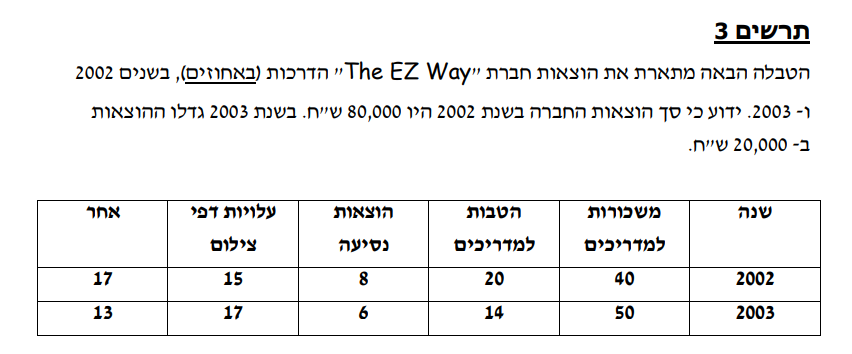 תרשים 3
הטבלה הבאה מתארת את הוצאות חברת "The EZ Way" הדרכות (באחוזים), בשנים 2002
ו- 2003. ידוע כי סך הוצאות החברה בשנת 2002 היו 80,000 ש"ח. בשנת 2003 גדלו ההוצאות
ב- 20,000 ש"ח.
שנה משכורות למדריכים הטבות למדריכים הוצאות נסיעה עלויות דפי צילום אחר
2002 40 20 8 15 17
2003 50 14 6 17 13